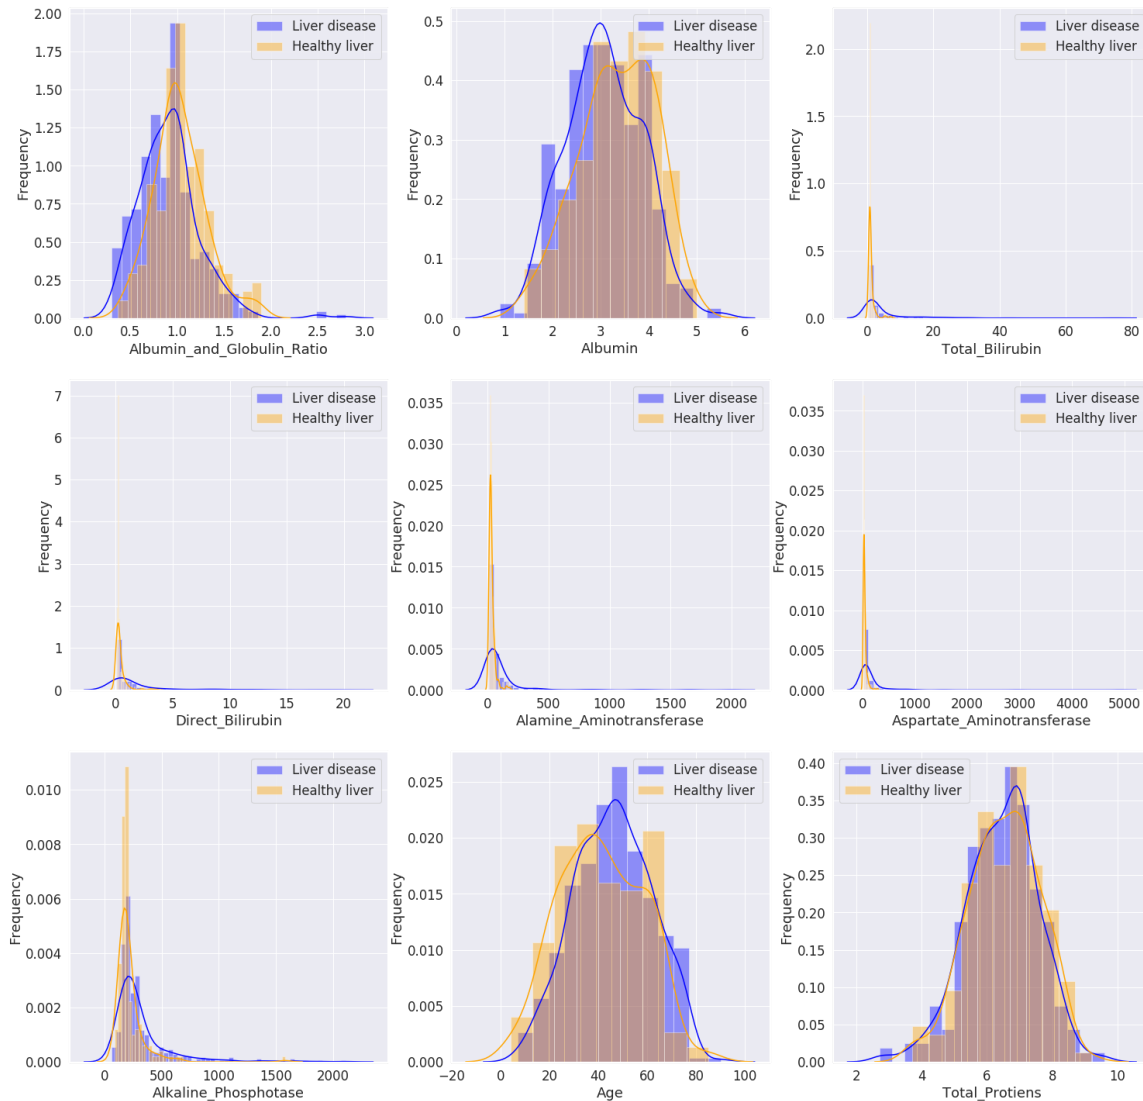 2.00
1.75
1.50
1.25
1.00
0.75
0.50
0.25
0.00
Frequency
Liver disease
Healthy liver
0.0 0.5 1.0 1.5 2.0 2.5 3.0
Albumin_and_Globulin_Ratio
0.5
0.4
0.3
0.2
0.1
0.0
Frequency
Liver disease
Healthy liver
0 1 2 3 4 5 6
Albumin
2.0
1.5
1.0
0.5
0.0
Frequency
Liver disease
Healthy liver
0 20 40 60 80
Total_Bilirubin
7
6
5
4
3
2
1
0
Frequency
Liver disease
Healthy liver
0 5 10 15 20
Direct_Bilirubin
0.035
0.030
0.025
0.020
0.015
0.010
0.005
0.000
Frequency
Liver disease
Healthy liver
0 500 1000 1500 2000
Alamine_Aminotransferase
0.035
0.030
0.025
0.020
0.015
0.010
0.005
0.000
Frequency
Liver disease
Healthy liver
0 1000 2000 3000 4000 5000
Aspartate_Aminotransferase
0.010
0.008
0.006
0.004
0.002
0.000
Frequency
Liver disease
Healthy liver
0 500 1000 1500 2000
Alkaline_Phosphotase
0.025
0.020
0.015
0.010
0.005
0.000
Frequency
Liver disease
Healthy liver
−20 0 20 40 60 80 100
Age
0.40
0.35
0.30
0.25
0.20
0.15
0.10
0.05
0.00
Frequency
Liver disease
Healthy liver
2 4 6 8 10
Total_Protiens